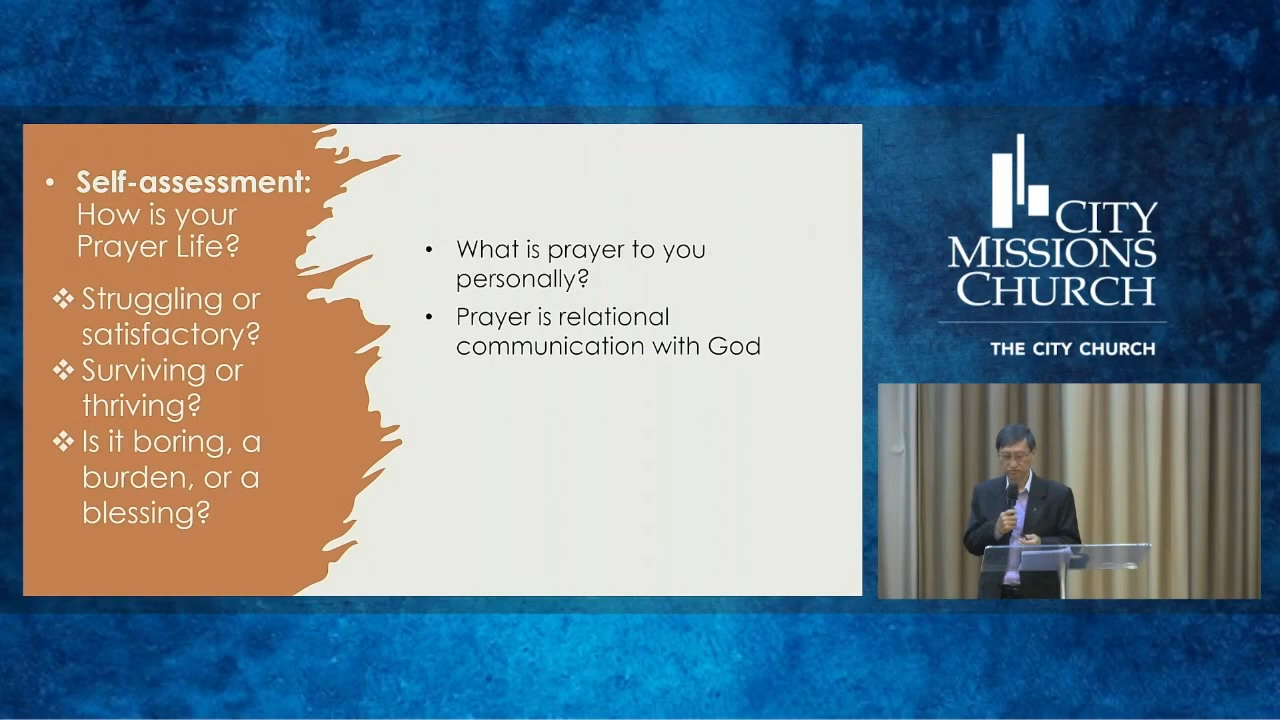 • Self-assessment:
How is your
Prayer Life?
❖ Struggling or
satisfactory?
❖ Surviving or
thriving?
❖ Is it boring, a
burden, or a
blessing?
• What is prayer to you
personally?
• Prayer is relational
communication with God
CITY
MISSIONS
CHURCH
THE CITY CHURCH